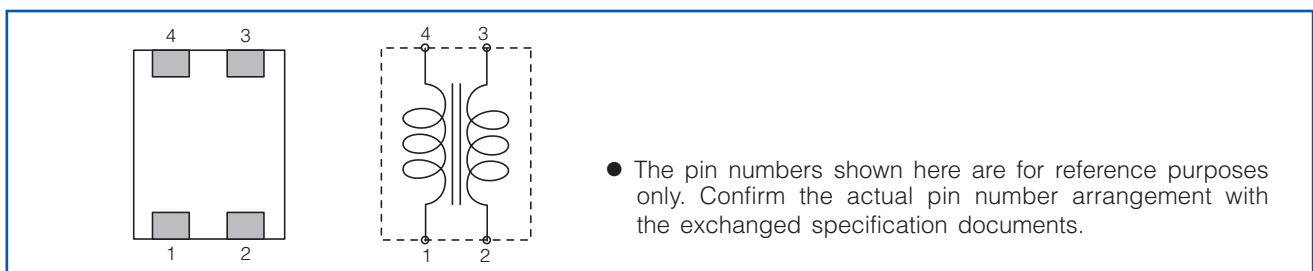 4 3
1 2
4 3
1 2
● The pin numbers shown here are for reference purposes
only. Confirm the actual pin number arrangement with
the exchanged specification documents.